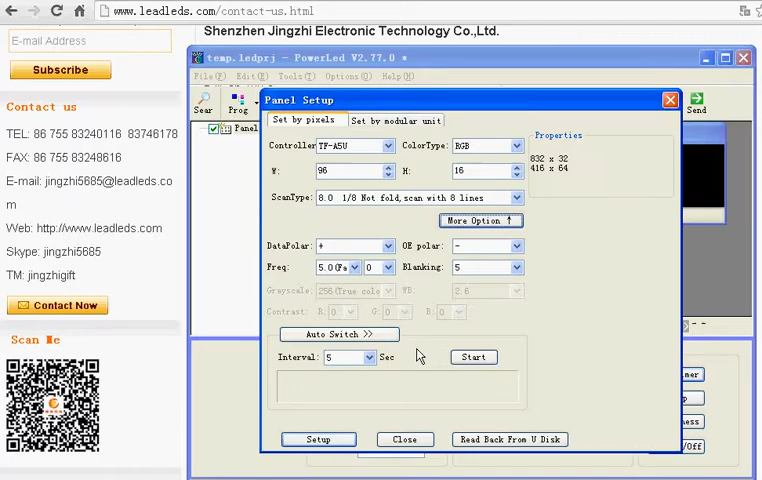 www.leadleds.com/contact-us.html
E-mail Address
Subscribe
Contact us
TEL: 86 755 83240116 83746178
FAX: 86 755 83248616
E-mail: jingzhi5685@leadleds.co
m
Web: http://www.leadleds.com
Skype: jingzhi5685
TM: jingzhigift
Contact Now
Scan Me
Shenzhen Jingzhi Electronic Technology Co.,Ltd.
temp.ledprj - PowerLed V2.77.0 *
File(F) Edit(E) Tools(T) Options(O) Help(H)
Sear Prog Send
Panel
Panel Setup
Set by pixels Set by modular unit
Controller TF-A5U ColorType: RGB
W: 96 H: 16
ScanType: 8.0 1/8 Not fold, scan with 8 lines
More Option ↑
DataPolar: + OE polar: -
Freq: 5.0(Fa 0 Blanking: 5
Grayscale: 256(True colo WB: 2.6
Contrast: R: 0 G: 0 B: 0
Auto Switch >>
Interval: 5 Sec Start
Setup Close Read Back From U Disk
Properties
832 x 32
416 x 64